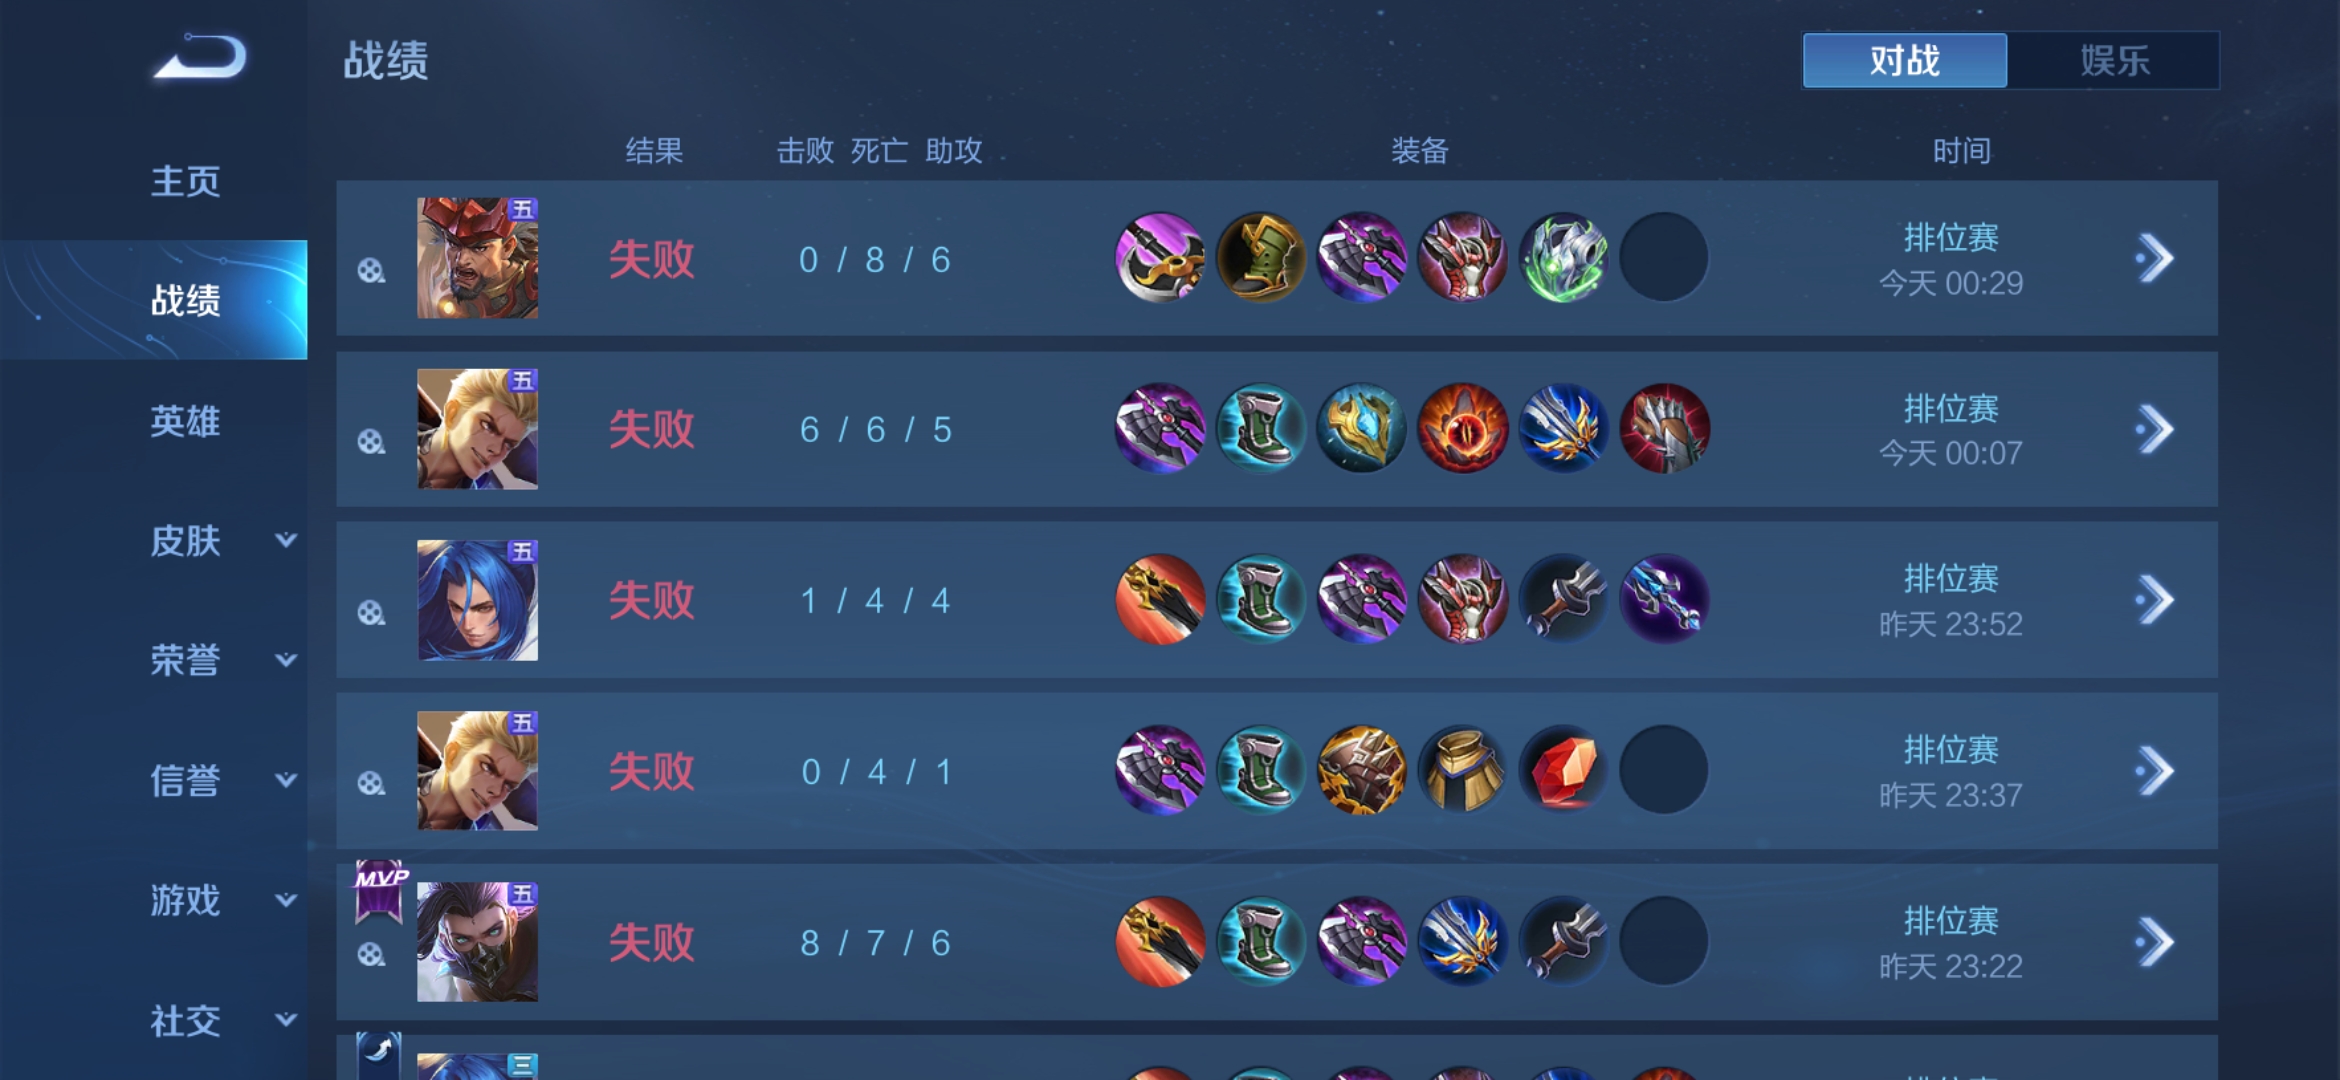 战绩
对战 娱乐
主页
战绩
英雄
皮肤
荣誉
信誉
游戏
社交
结果 击败 死亡 助攻 装备 时间
五
失败 0 / 8 / 6 排位赛
今天 00:29
五
失败 6 / 6 / 5 排位赛
今天 00:07
五
失败 1 / 4 / 4 排位赛
昨天 23:52
五
失败 0 / 4 / 1 排位赛
昨天 23:37
MVP 五
失败 8 / 7 / 6 排位赛
昨天 23:22
三